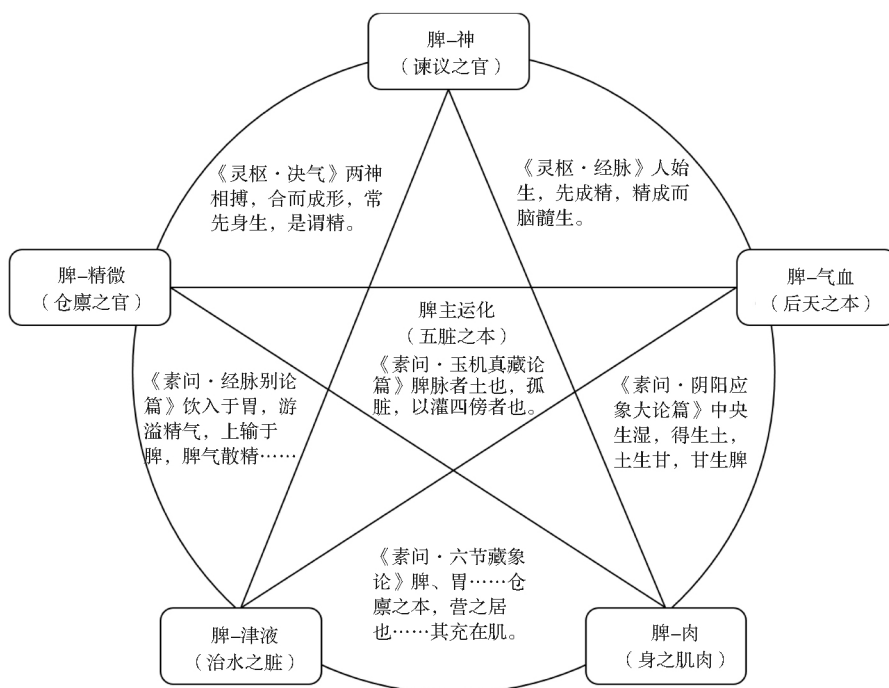 脾–神
（谏议之官）
《灵枢·决气》两神
相搏，合而成形，常
先身生，是谓精。
《灵枢·经脉》人始
生，先成精，精成而
脑髓生。
脾–精微
（仓廪之官）
脾主运化
（五脏之本）
《素问·玉机真藏论
篇》脾脉者土也，孤
脏，以灌四傍者也。
脾–气血
（后天之本）
《素问·经脉别论
篇》饮入于胃，游
溢精气，上输于
脾，脾气散精……
《素问·阴阳应
象大论篇》中央
生湿，得生土，
土生甘，甘生脾
《素问·六节藏象
论》脾、胃……仓
廪之本，营之居
也……其充在肌。
脾–津液
（治水之脏）
脾–肉
（身之肌肉）